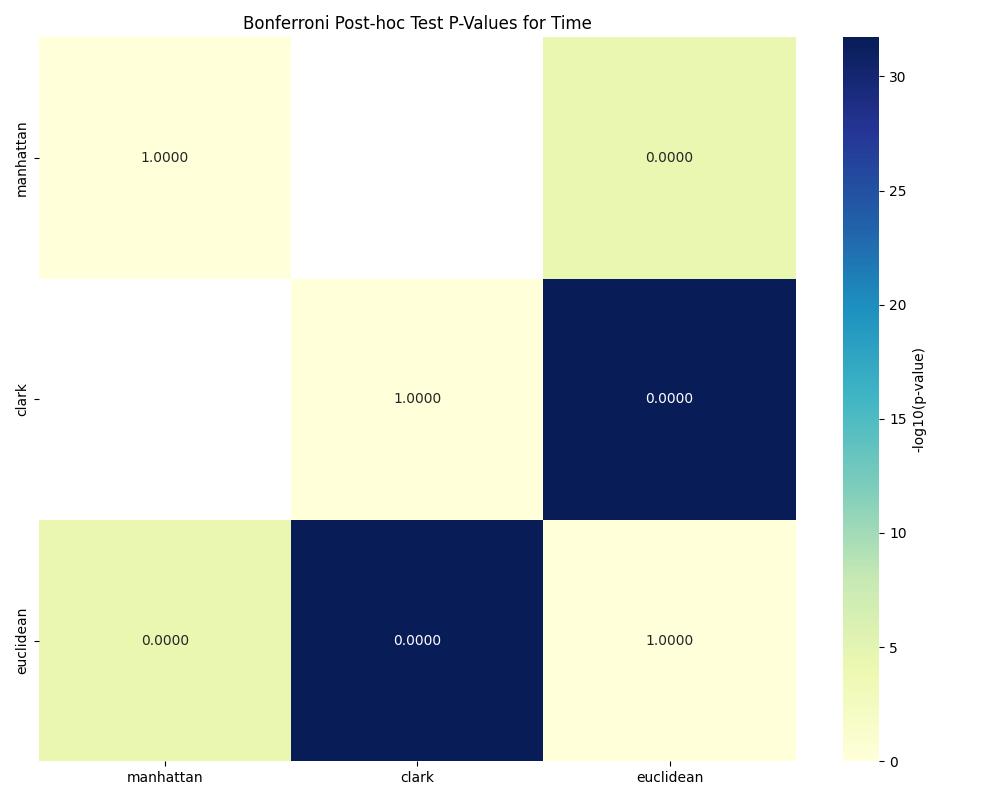 Bonferroni Post-hoc Test P-Values for Time
manhattan
1.0000
0.0000
clark
1.0000
0.0000
euclidean
0.0000
0.0000
1.0000
manhattan
clark
euclidean
30
25
20
15
10
5
0
-log10(p-value)